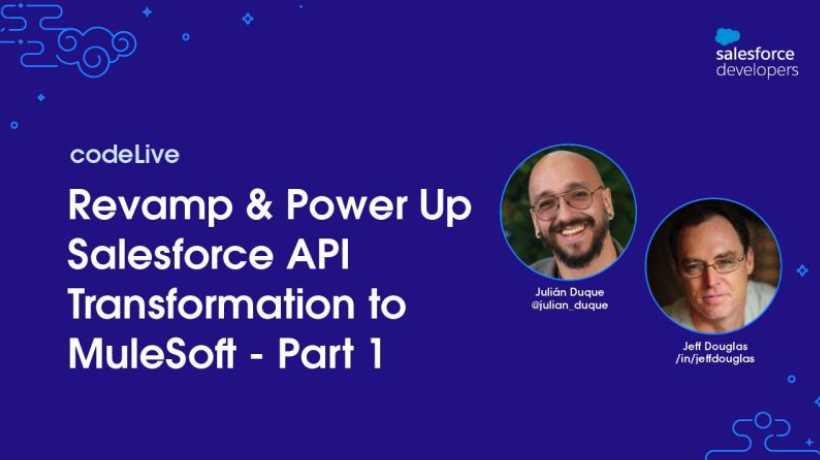 salesforce
developers
codeLive
Revamp & Power Up
Salesforce API
Transformation to
MuleSoft - Part 1
Julián Duque
@julian_duque
Jeff Douglas
/in/jeffdouglas